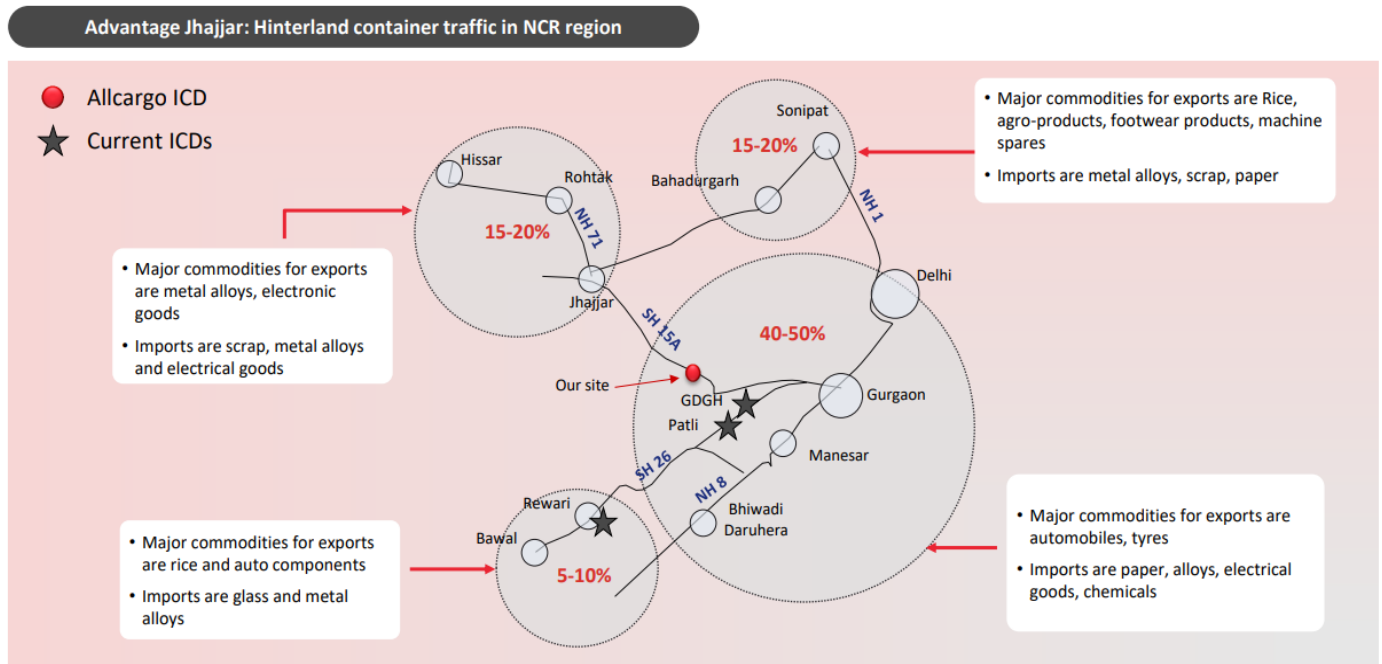 Advantage Jhajjar: Hinterland container traffic in NCR region
Allcargo ICD
Current ICDs
Hissar
Rohtak
NH 71
15-20%
Jhajjar
Sonipat
15-20%
Bahadurgarh
NH 1
• Major commodities for exports are Rice,
agro-products, footwear products, machine
spares
• Imports are metal alloys, scrap, paper
• Major commodities for exports
are metal alloys, electronic
goods
• Imports are scrap, metal alloys
and electrical goods
SH 15A
Delhi
40-50%
Our site
GDGH
Patli
Gurgaon
Manesar
SH 26
NH 8
Bhiwadi
Daruhera
Rewari
Bawal
5-10%
• Major commodities for exports
are rice and auto components
• Imports are glass and metal
alloys
• Major commodities for exports are
automobiles, tyres
• Imports are paper, alloys, electrical
goods, chemicals